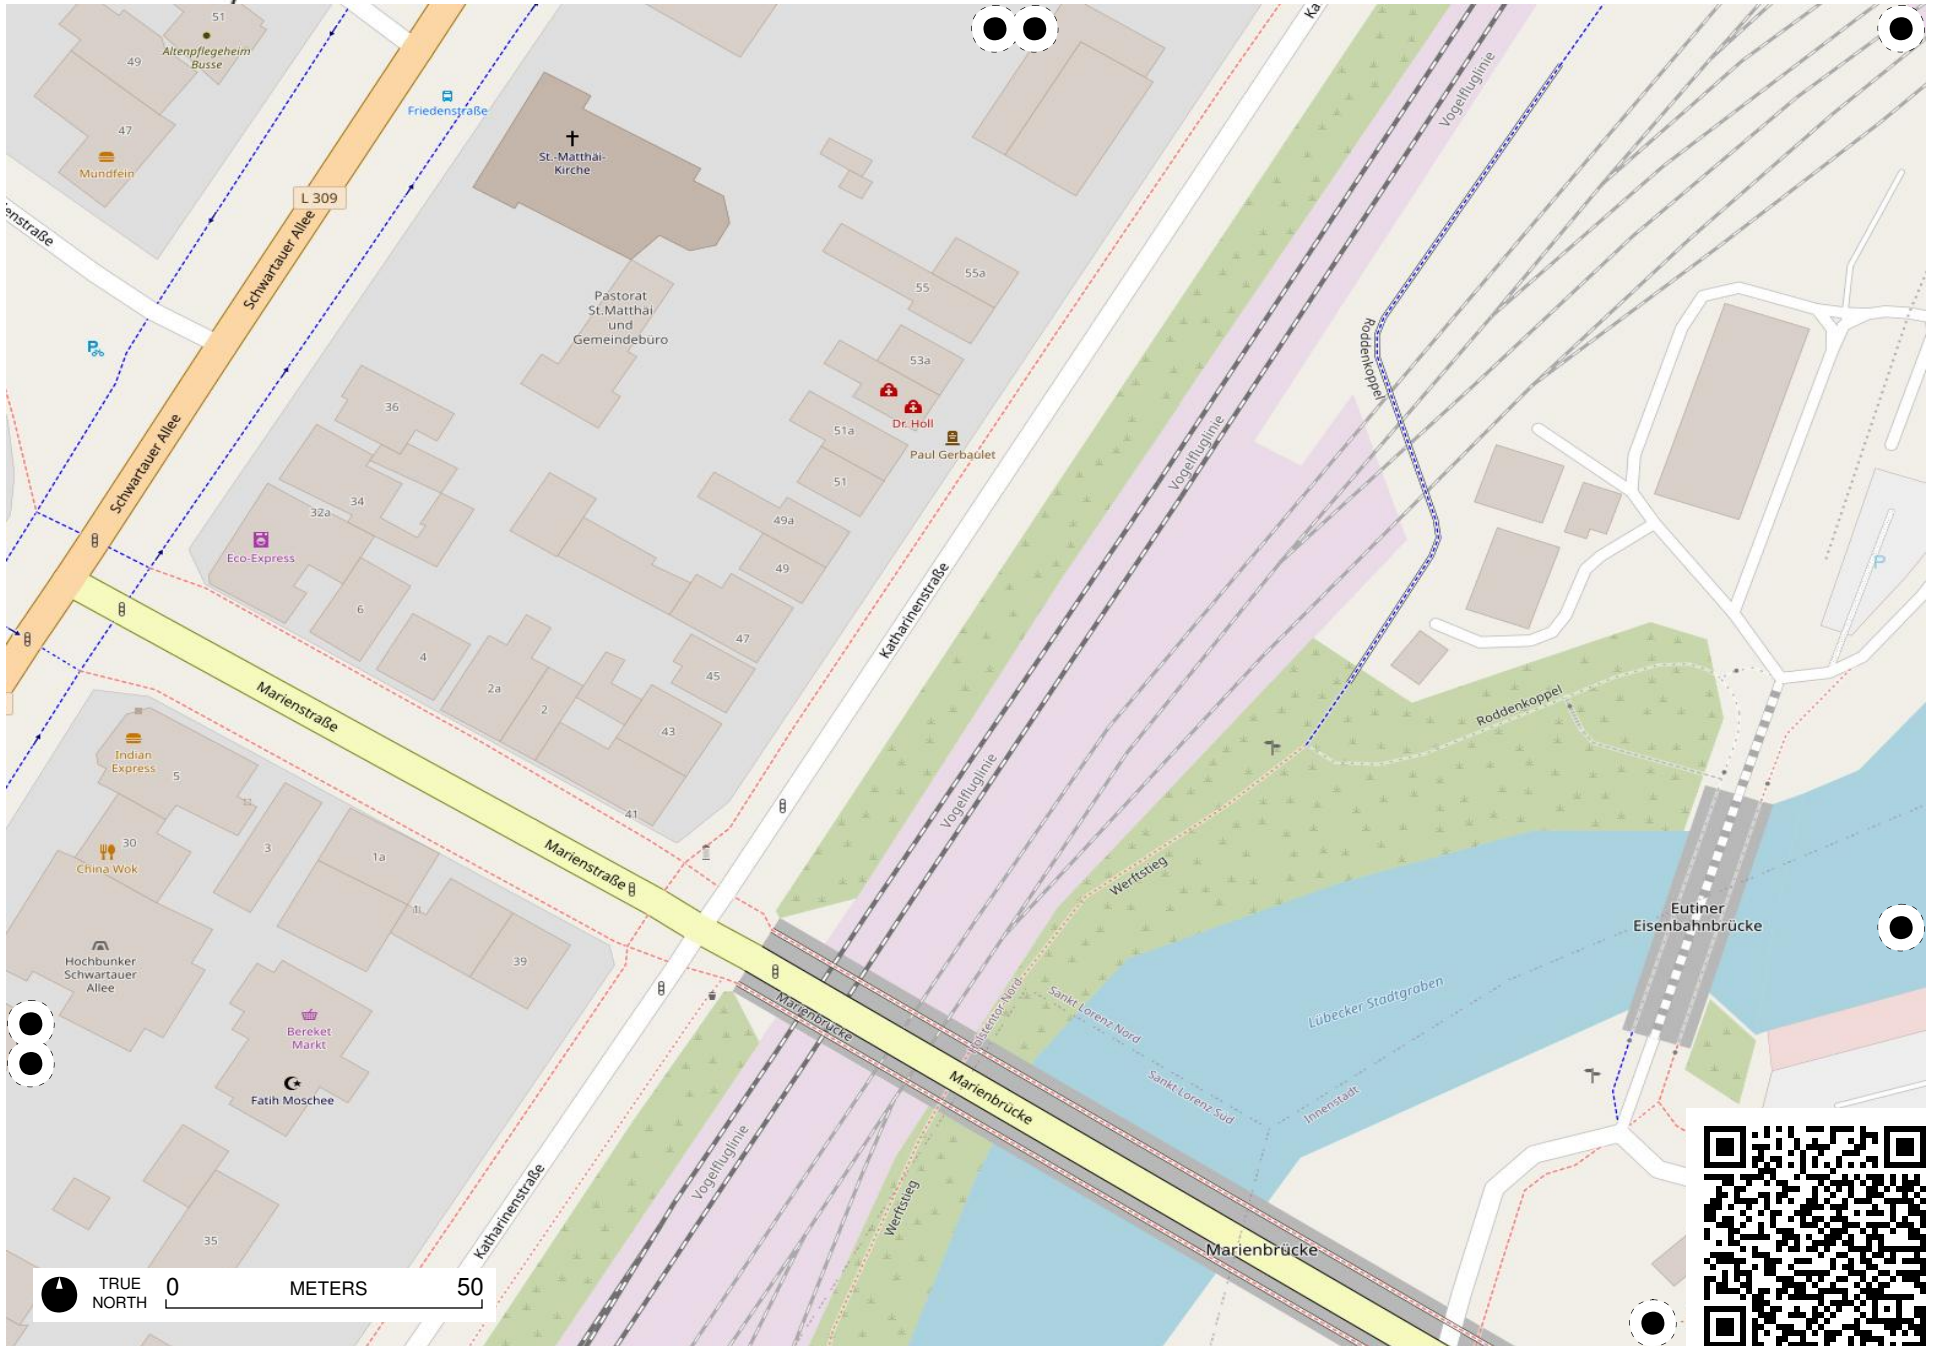 51
Altenpflegeheim
Busse
49
47
Mundfein
Friedenstraße
L 309
Schwartauer Allee
St.-Matthäi-
Kirche
Pastorat
St.Matthäi
und
Gemeindebüro
55a
55
53a
Dr. Holl
51a
Paul Gerbaulet
51
49a
49
47
45
43
41
36
34
32a
Eco-Express
6
4
2a
2
Schwartauer Allee
Katharinenstraße
Vogelfluglinie
Vogelfluglinie
Vogelfluglinie
Roddenkoppel
P
Roddenkoppel
Marienstraße
Marienstraße
Indian
Express
5
30
China Wok
3
1a
39
Hochbunker
Schwartauer
Allee
Bereket
Markt
Fatih Moschee
35
Werftstieg
Eutiner
Eisenbahnbrücke
Lübecker Stadtgraben
Sankt Lorenz Nord
Sankt Lorenz Süd
Innenstadt
Marienbrücke
Marienbrücke
Marienbrücke
Vogelfluglinie
Werftstieg
Katharinenstraße
TRUE
NORTH
0 METERS 50